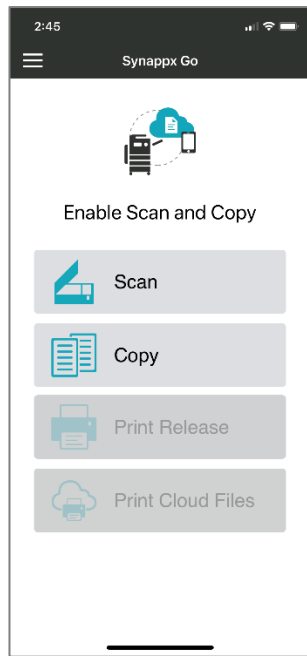 2:45
Synappx Go
Enable Scan and Copy
Scan
Copy
Print Release
Print Cloud Files